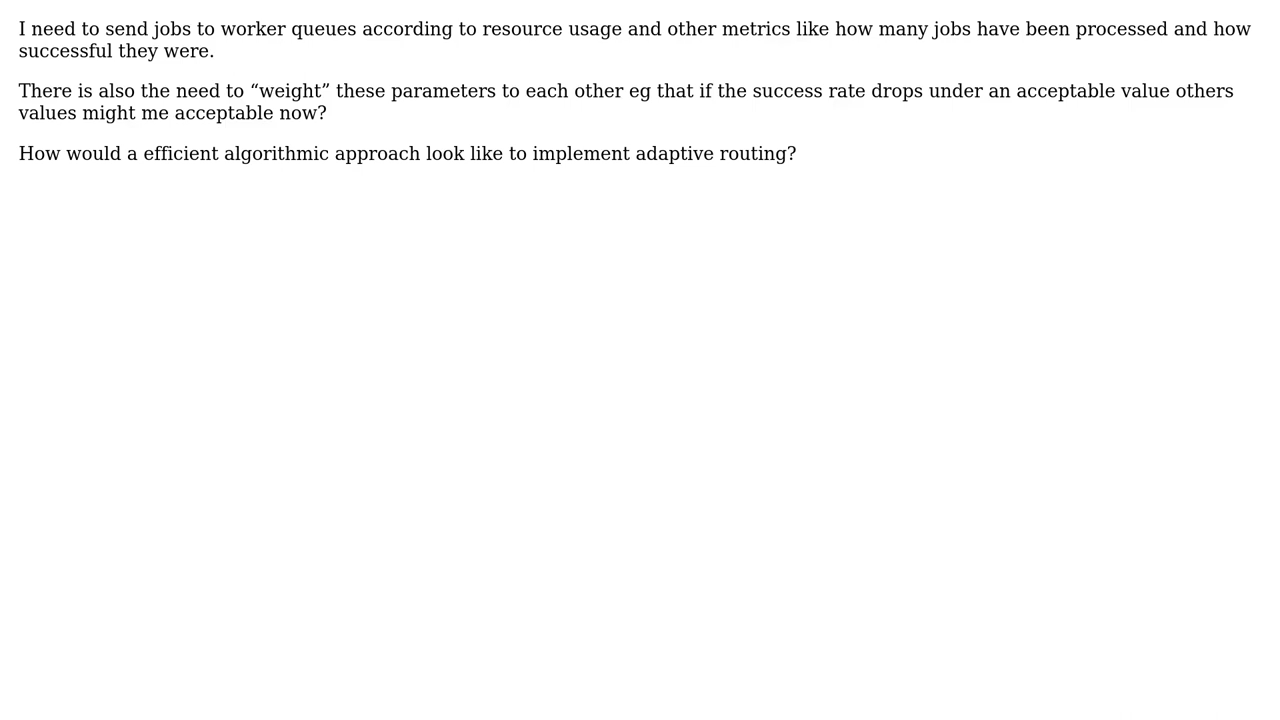 I need to send jobs to worker queues according to resource usage and other metrics like how many jobs have been processed and how
successful they were.
There is also the need to “weight” these parameters to each other eg that if the success rate drops under an acceptable value others
values might me acceptable now?
How would a efficient algorithmic approach look like to implement adaptive routing?